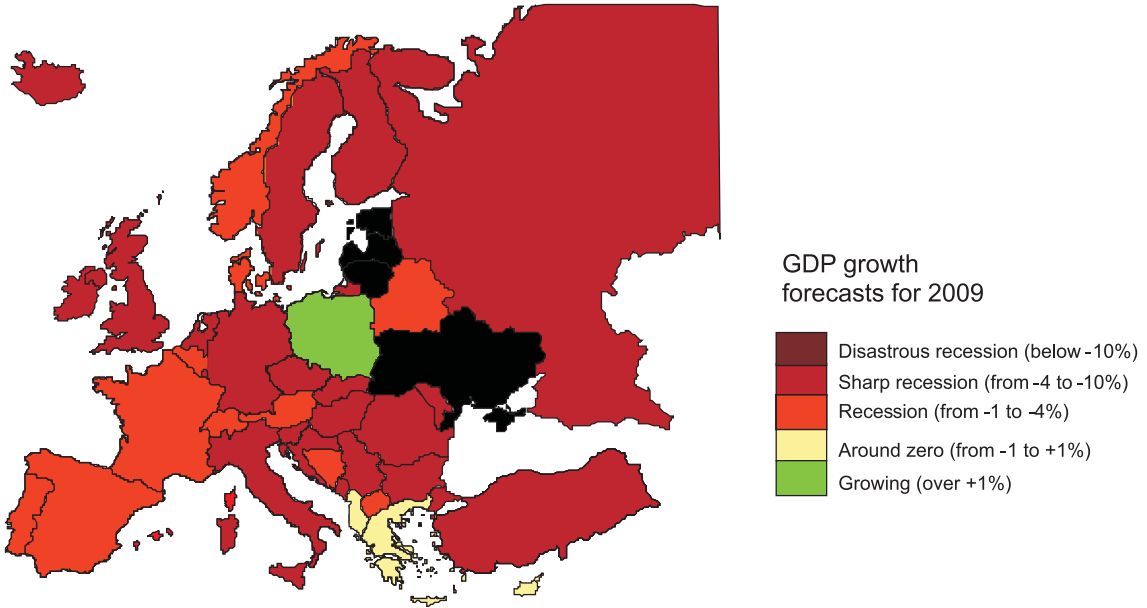 GDP growth
forecasts for 2009
Disastrous recession (below -10%)
Sharp recession (from -4 to -10%)
Recession (from -1 to -4%)
Around zero (from -1 to +1%)
Growing (over +1%)